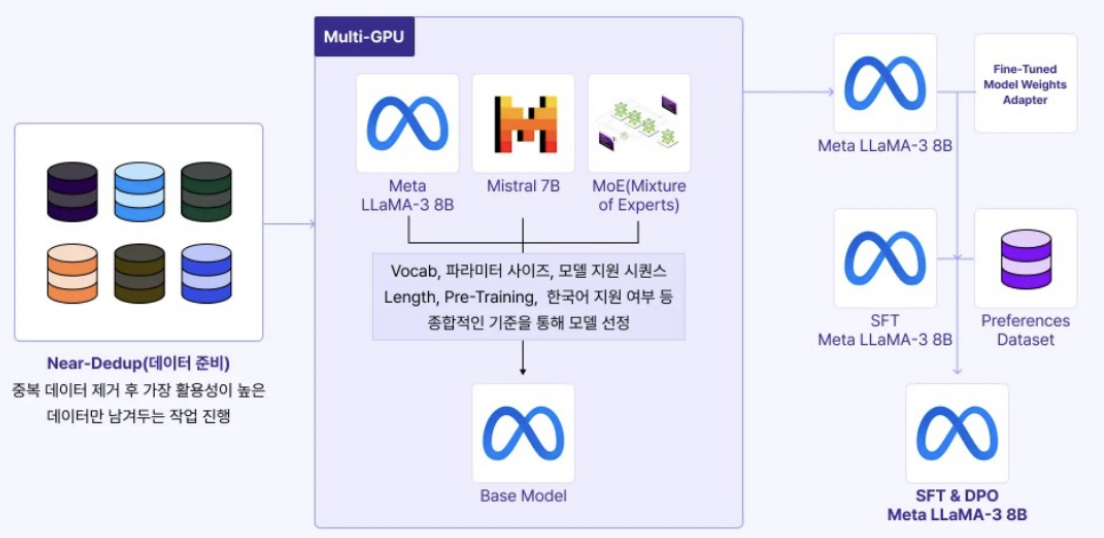 Multi-GPU
Meta
LLaMA-3 8B
Mistral 7B
MoE(Mixture
of Experts)
Vocab, 파라미터 사이즈, 모델 지원 시퀀스
Length, Pre-Training, 한국어 지원 여부 등
종합적인 기준을 통해 모델 선정
Base Model
Near-Dedup(데이터 준비)
중복 데이터 제거 후 가장 활용성이 높은
데이터만 남겨두는 작업 진행
Meta LLaMA-3 8B
Fine-Tuned
Model Weights
Adapter
SFT
Meta LLaMA-3 8B
Preferences
Dataset
SFT & DPO
Meta LLaMA-3 8B